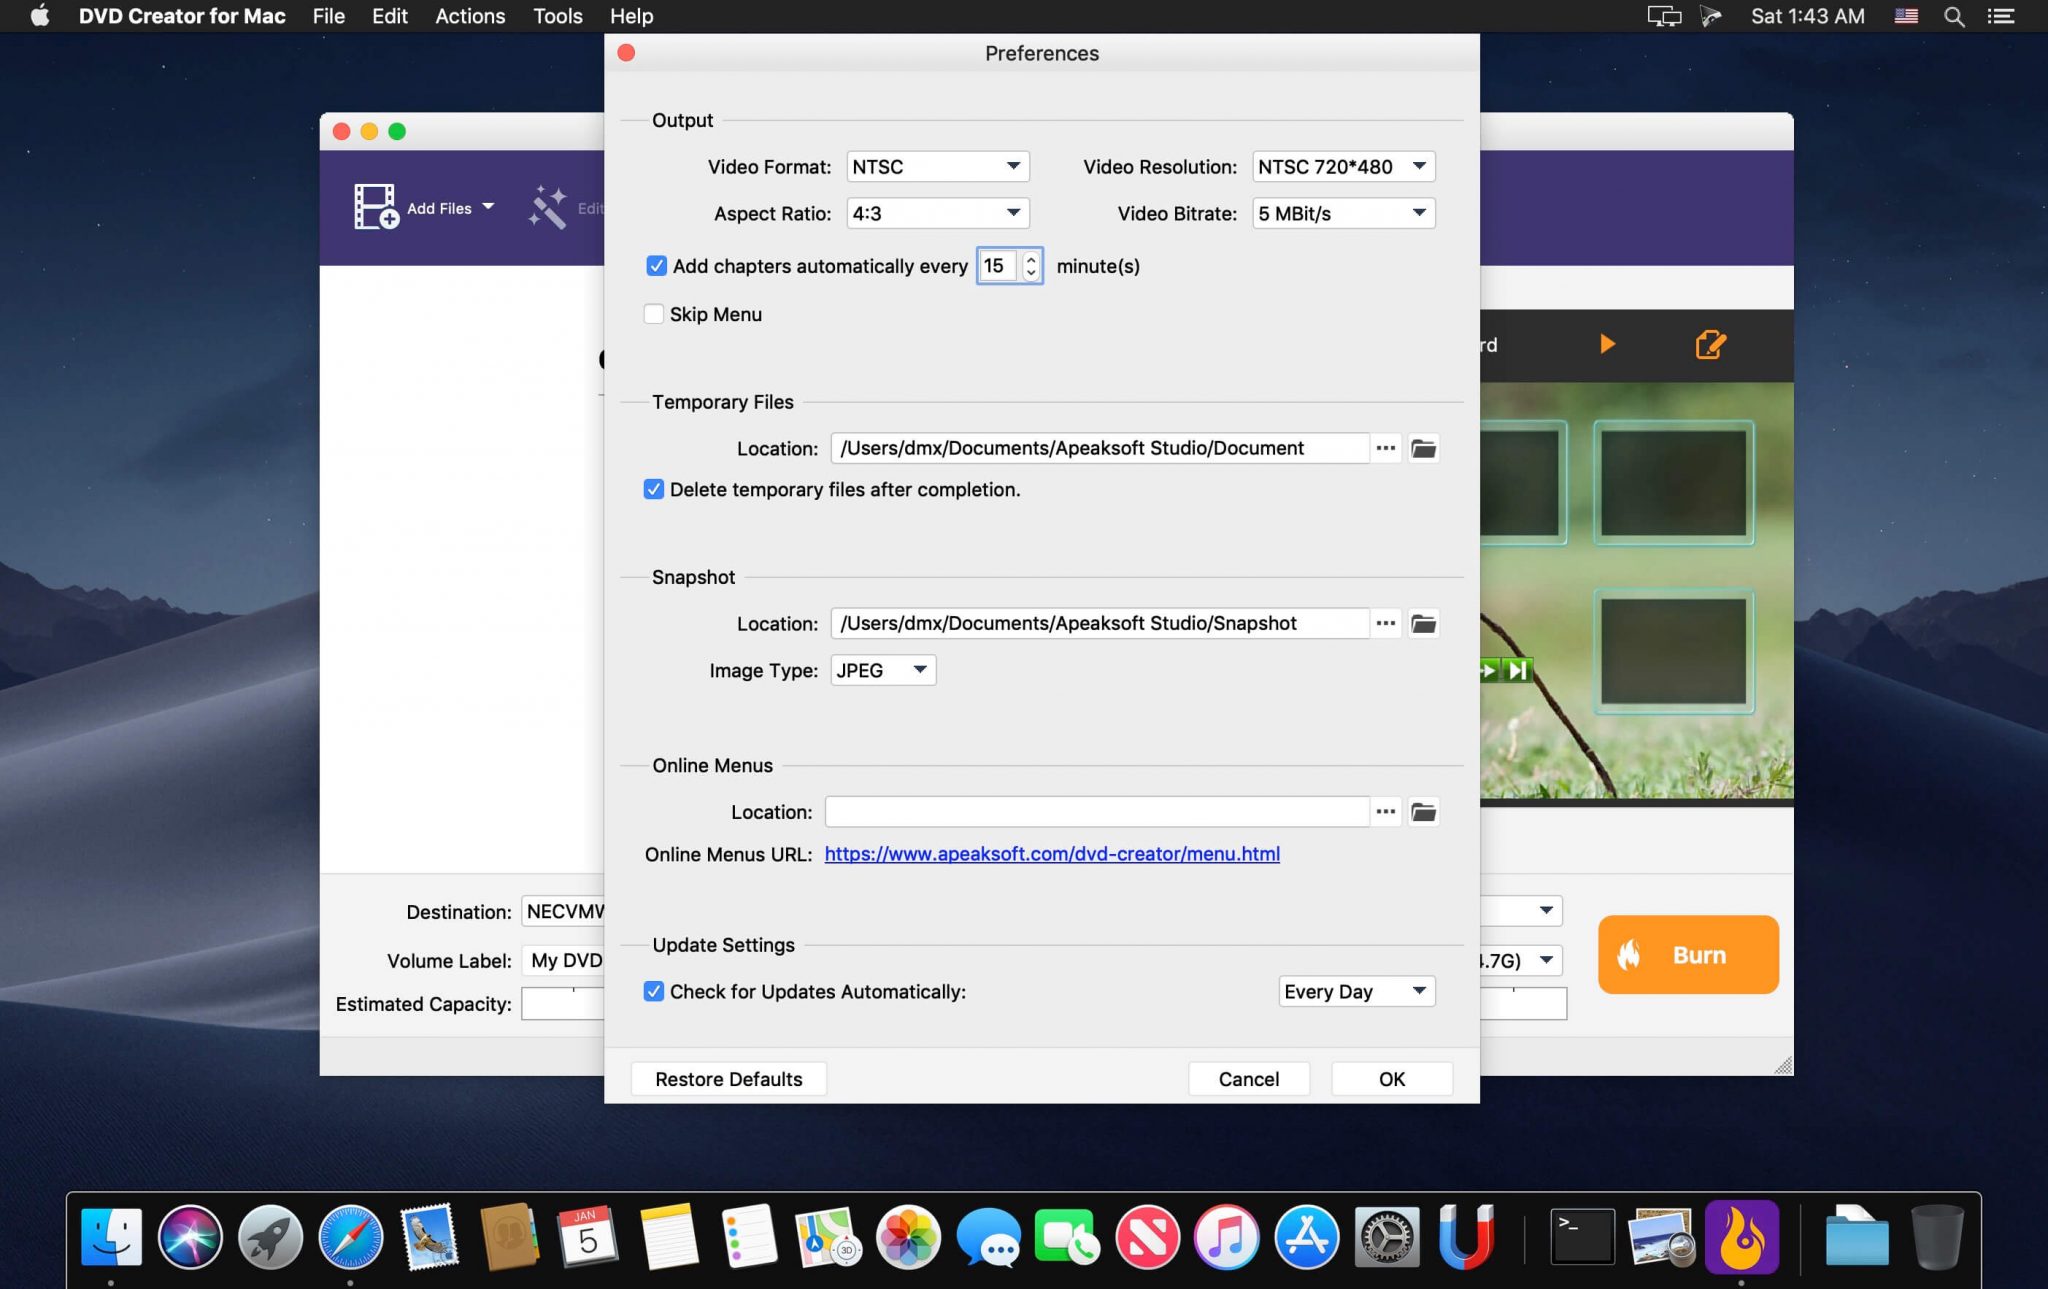 DVD Creator for Mac File Edit Actions Tools Help Sat 1:43 AM
Preferences
Output
Video Format: NTSC Video Resolution: NTSC 720*480
Aspect Ratio: 4:3 Video Bitrate: 5 MBit/s
Add chapters automatically every 15 minute(s)
Skip Menu
Temporary Files
Location: /Users/dmx/Documents/Apeaksoft Studio/Document ...
Delete temporary files after completion.
Snapshot
Location: /Users/dmx/Documents/Apeaksoft Studio/Snapshot ...
Image Type: JPEG
Online Menus
Location: ...
Online Menus URL: https://www.apeaksoft.com/dvd-creator/menu.html
Update Settings
Check for Updates Automatically: Every Day
Restore Defaults Cancel OK
Add Files Edit
rd
Destination: NECVMW
Volume Label: My DVD .7G)
Estimated Capacity:
Burn
JAN
5
3D
>_